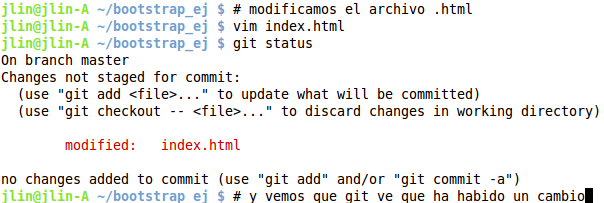 jlin@jlin-A ~/bootstrap_ej $ # modificamos el archivo .html
jlin@jlin-A ~/bootstrap_ej $ vim index.html
jlin@jlin-A ~/bootstrap_ej $ git status
On branch master
Changes not staged for commit:
  (use "git add <file>..." to update what will be committed)
  (use "git checkout -- <file>..." to discard changes in working directory)
        modified:   index.html
no changes added to commit (use "git add" and/or "git commit -a")
jlin@jlin-A ~/bootstrap_ej $ # y vemos que git ve que ha habido un cambio